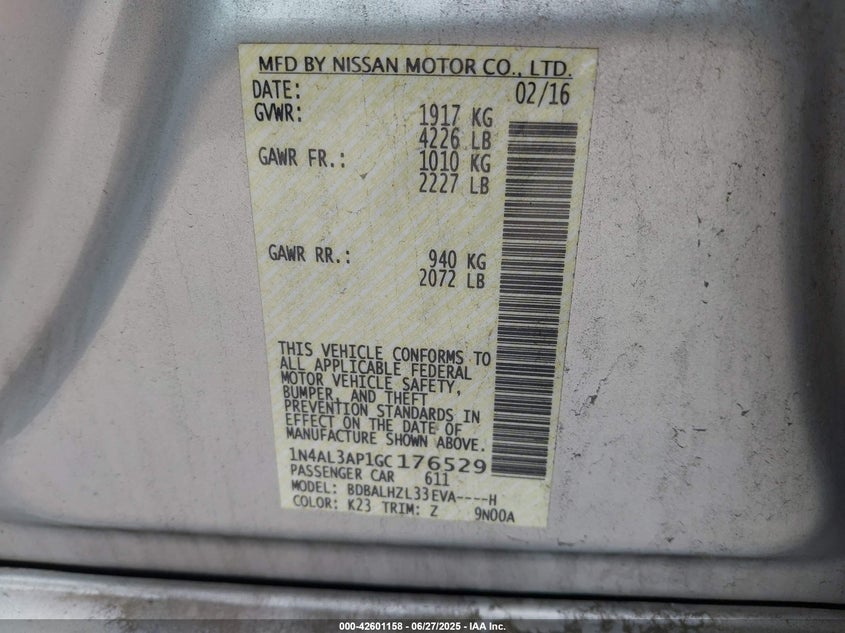 MFD BY NISSAN MOTOR CO., LTD.
DATE: 02/16
GVWR: 1917 KG
4226 LB
GAWR FR.: 1010 KG
2227 LB
GAWR RR.: 940 KG
2072 LB
THIS VEHICLE CONFORMS TO
ALL APPLICABLE FEDERAL
MOTOR VEHICLE SAFETY,
BUMPER, AND THEFT
PREVENTION STANDARDS IN
EFFECT ON THE DATE OF
MANUFACTURE SHOWN ABOVE.
1N4AL3AP1GC176529
PASSENGER CAR 611
MODEL: BDBALHZL33EVA----H
COLOR: K23 TRIM: Z 9N00A
000-42601158 - 06/27/2025 - IAA Inc.